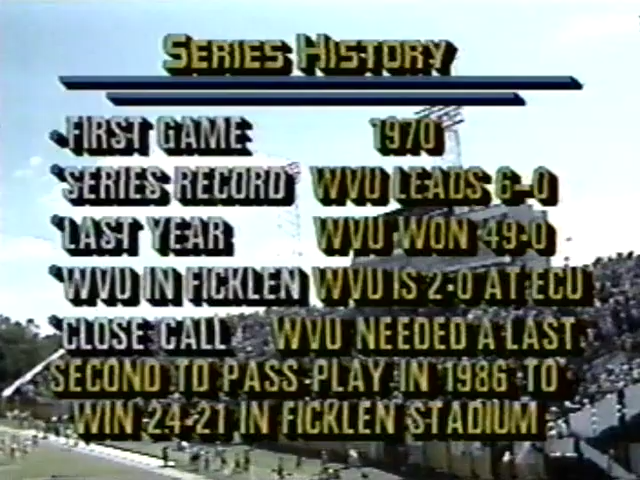 SERIES HISTORY
•FIRST GAME 1970
•SERIES RECORD WVU LEADS 6-0
•LAST YEAR WVU WON 49-0
•WVU IN FICKLEN WVU IS 2-0 AT ECU
•CLOSE CALL WVU NEEDED A LAST
SECOND TD PASS PLAY IN 1986 TO
WIN 24-21 IN FICKLEN STADIUM